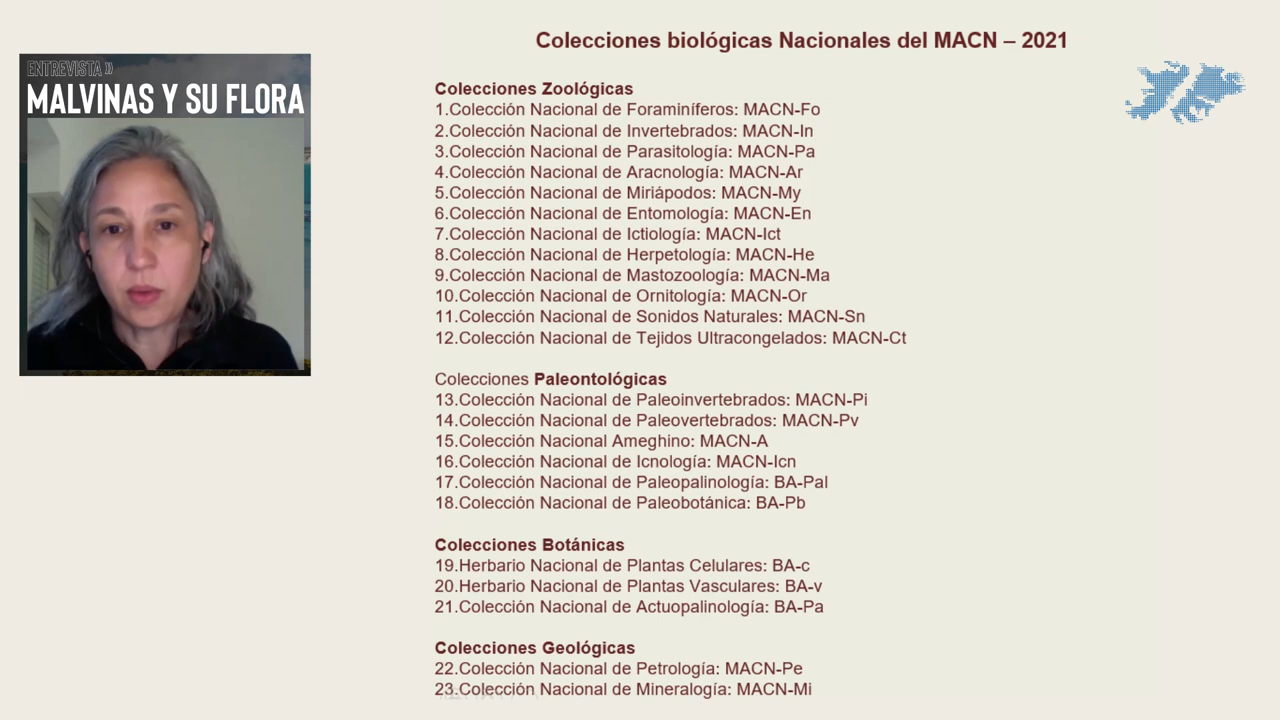 Colecciones biológicas Nacionales del MACN – 2021
ENTREVISTA »
MALVINAS Y SU FLORA
Colecciones Zoológicas
1.Colección Nacional de Foraminíferos: MACN-Fo
2.Colección Nacional de Invertebrados: MACN-In
3.Colección Nacional de Parasitología: MACN-Pa
4.Colección Nacional de Aracnología: MACN-Ar
5.Colección Nacional de Miriápodos: MACN-My
6.Colección Nacional de Entomología: MACN-En
7.Colección Nacional de Ictiología: MACN-Ict
8.Colección Nacional de Herpetología: MACN-He
9.Colección Nacional de Mastozoología: MACN-Ma
10.Colección Nacional de Ornitología: MACN-Or
11.Colección Nacional de Sonidos Naturales: MACN-Sn
12.Colección Nacional de Tejidos Ultracongelados: MACN-Ct
Colecciones Paleontológicas
13.Colección Nacional de Paleoinvertebrados: MACN-Pi
14.Colección Nacional de Paleovertebrados: MACN-Pv
15.Colección Nacional Ameghino: MACN-A
16.Colección Nacional de Icnología: MACN-Icn
17.Colección Nacional de Paleopalinología: BA-Pal
18.Colección Nacional de Paleobotánica: BA-Pb
Colecciones Botánicas
19.Herbario Nacional de Plantas Celulares: BA-c
20.Herbario Nacional de Plantas Vasculares: BA-v
21.Colección Nacional de Actuopalinología: BA-Pa
Colecciones Geológicas
22.Colección Nacional de Petrología: MACN-Pe
23.Colección Nacional de Mineralogía: MACN-Mi